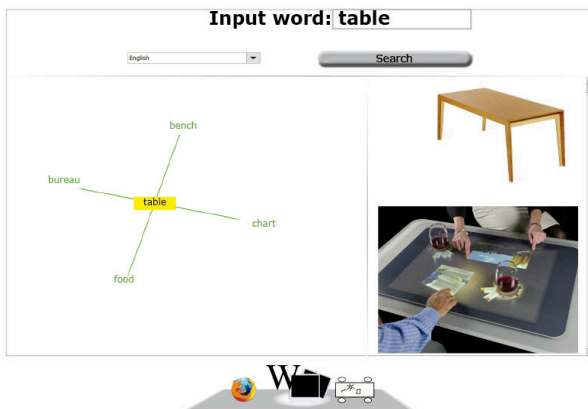 Input word: table
English
Search
bench
bureau
table
chart
food
W